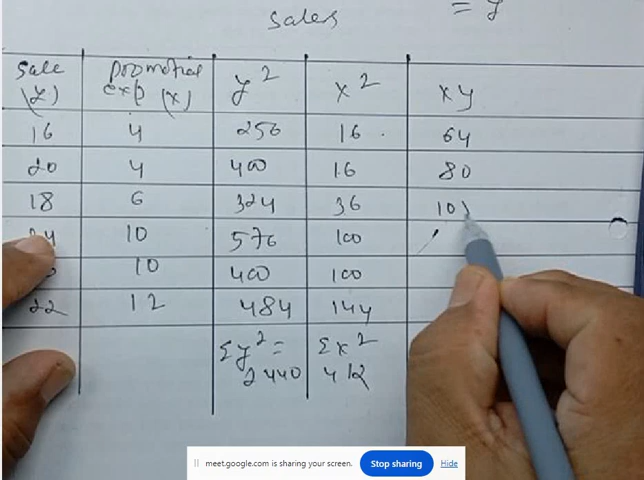 = y
Sales
Sale (y) promotional exp (x) y² x² xy
16 4 256 16 64
20 4 400 16 80
18 6 324 36 10
10 576 100
10 400 100
22 12 484 144
Σy² = 2440 Σx² 412
meet.google.com is sharing your screen. Stop sharing Hide